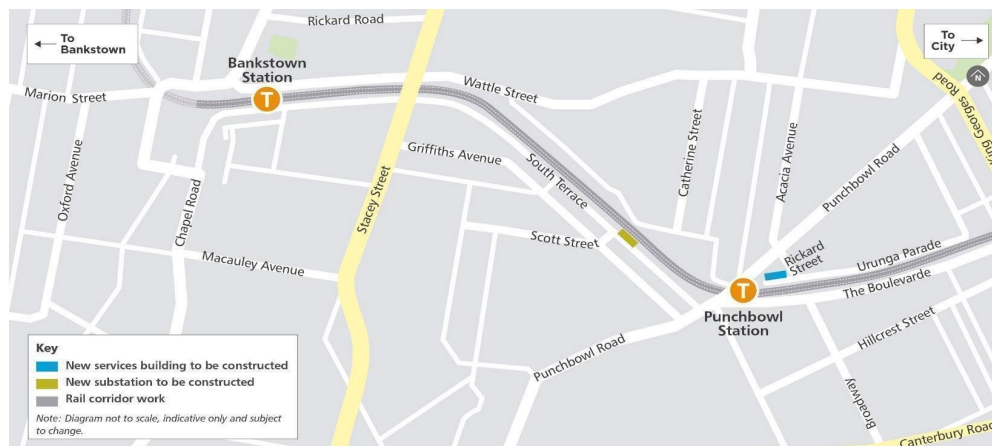 To
Bankstown
Rickard Road
To
City
N
Bankstown
Station
T
Marion Street
Wattle Street
King Georges Road
Griffiths Avenue
South Terrace
Catherine Street
Acacia Avenue
Punchbowl Road
Oxford Avenue
Chapel Road
Stacey Street
Scott Street
Macauley Avenue
Rickard
Street
Urunga Parade
T
The Boulevarde
Punchbowl
Station
Hillcrest Street
Punchbowl Road
Broadway
Canterbury Road
Key
New services building to be constructed
New substation to be constructed
Rail corridor work
Note: Diagram not to scale, indicative only and subject
to change.